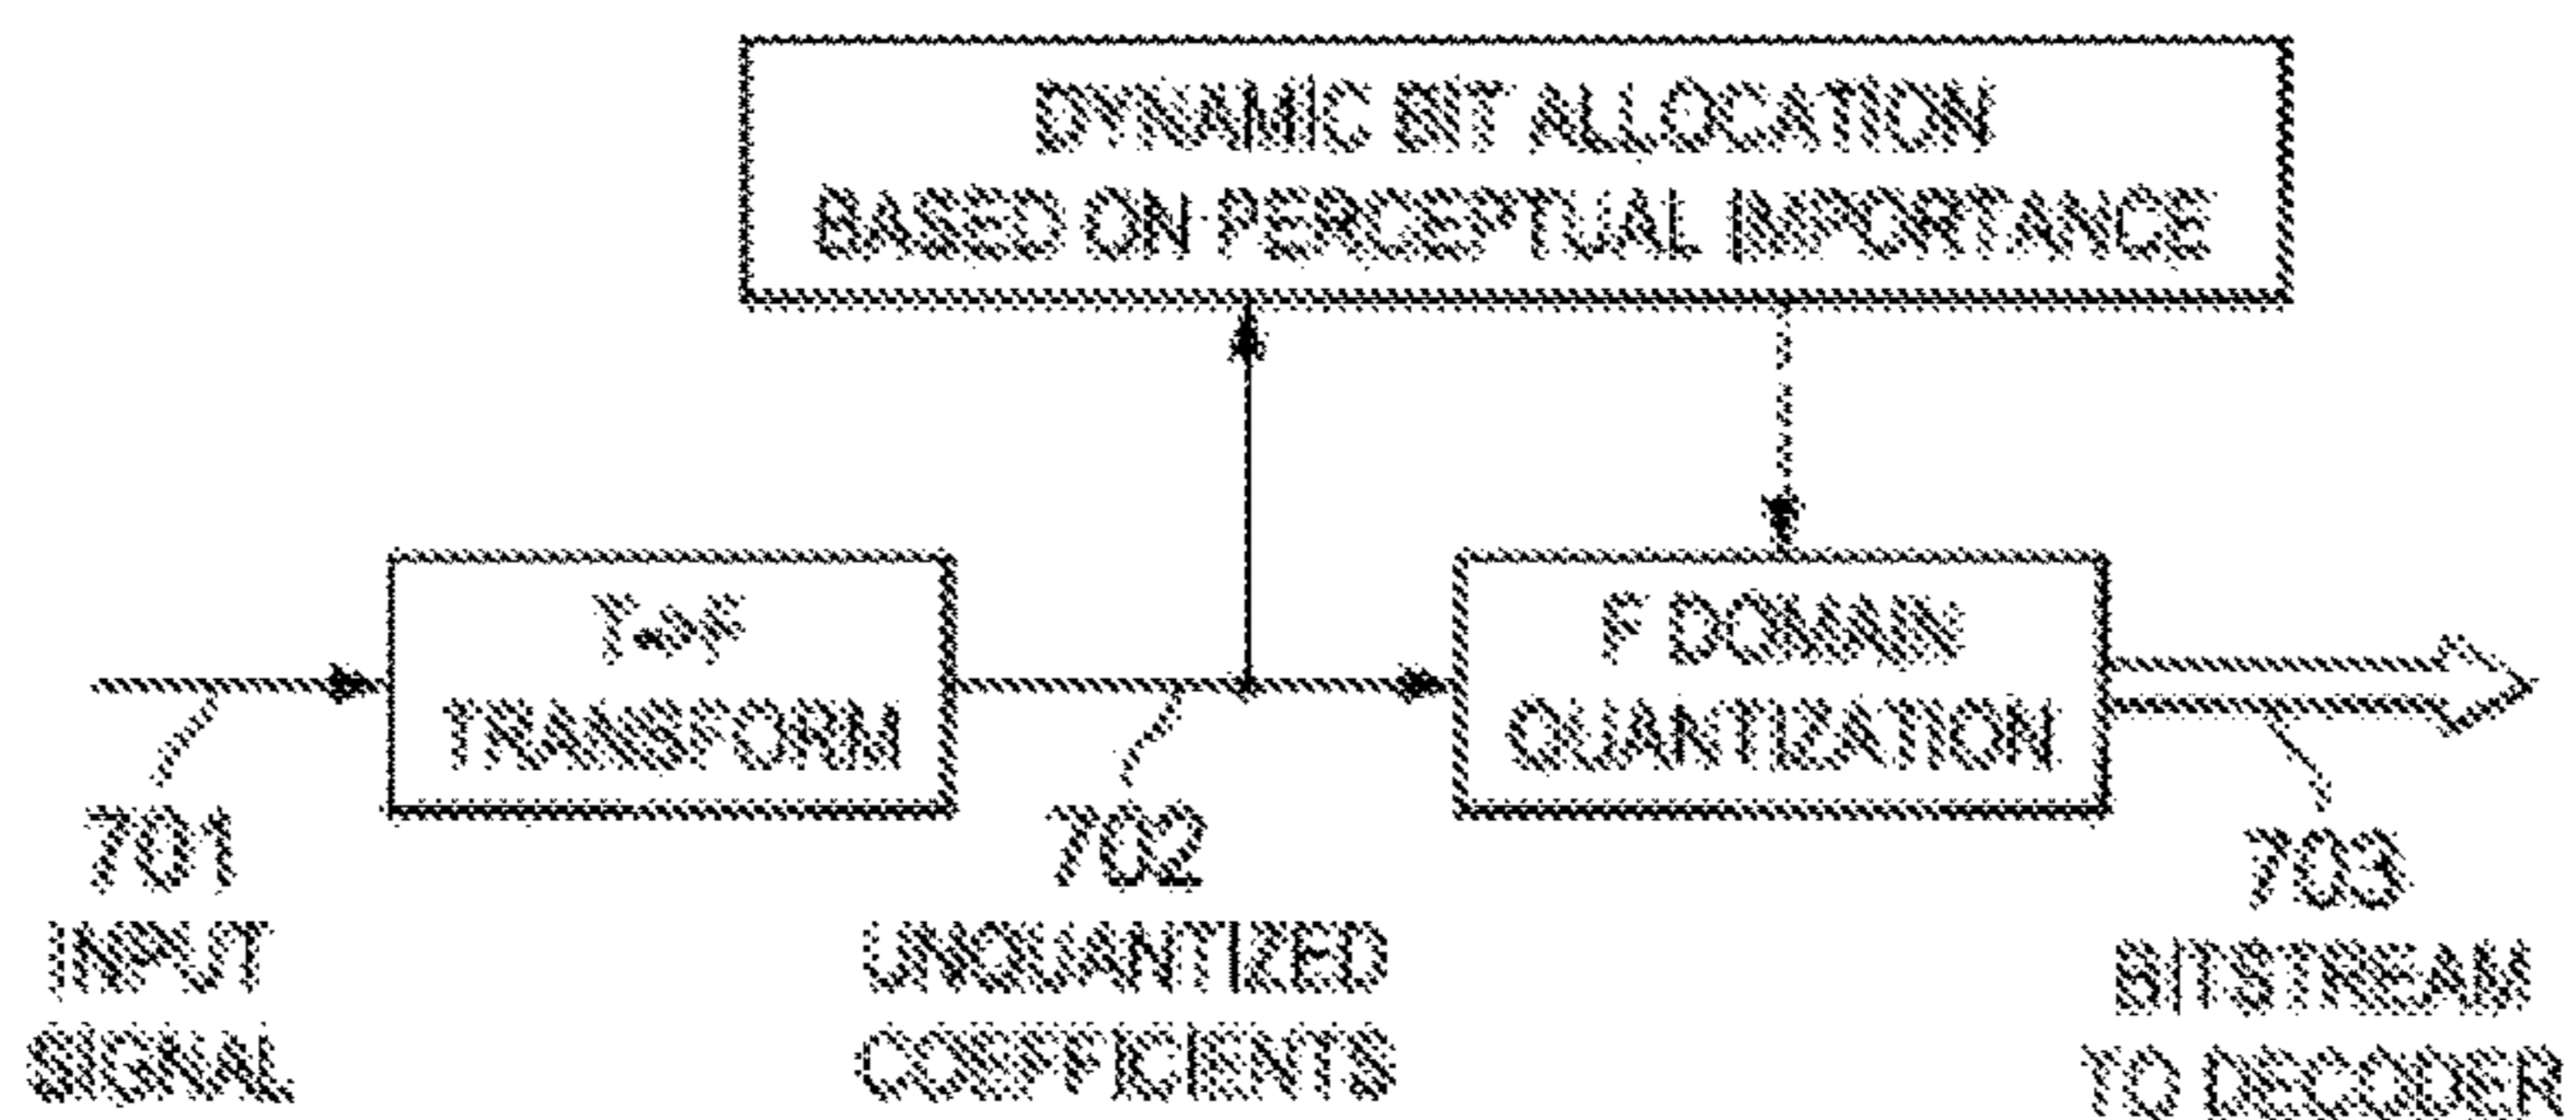 DYNAMIC BIT ALLOCATION
BASED ON PERCEPTUAL IMPORTANCE
TRANSFORM
F DOMAIN
QUANTIZATION
701
INPUT
SIGNAL
702
UNQUANTIZED
COEFFICIENTS
703
BITSTREAM
TO DECODER